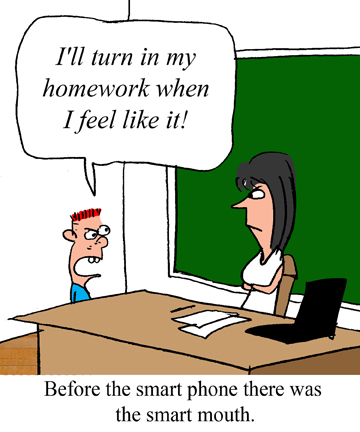 I'll turn in my
homework when
I feel like it!
Before the smart phone there was
the smart mouth.